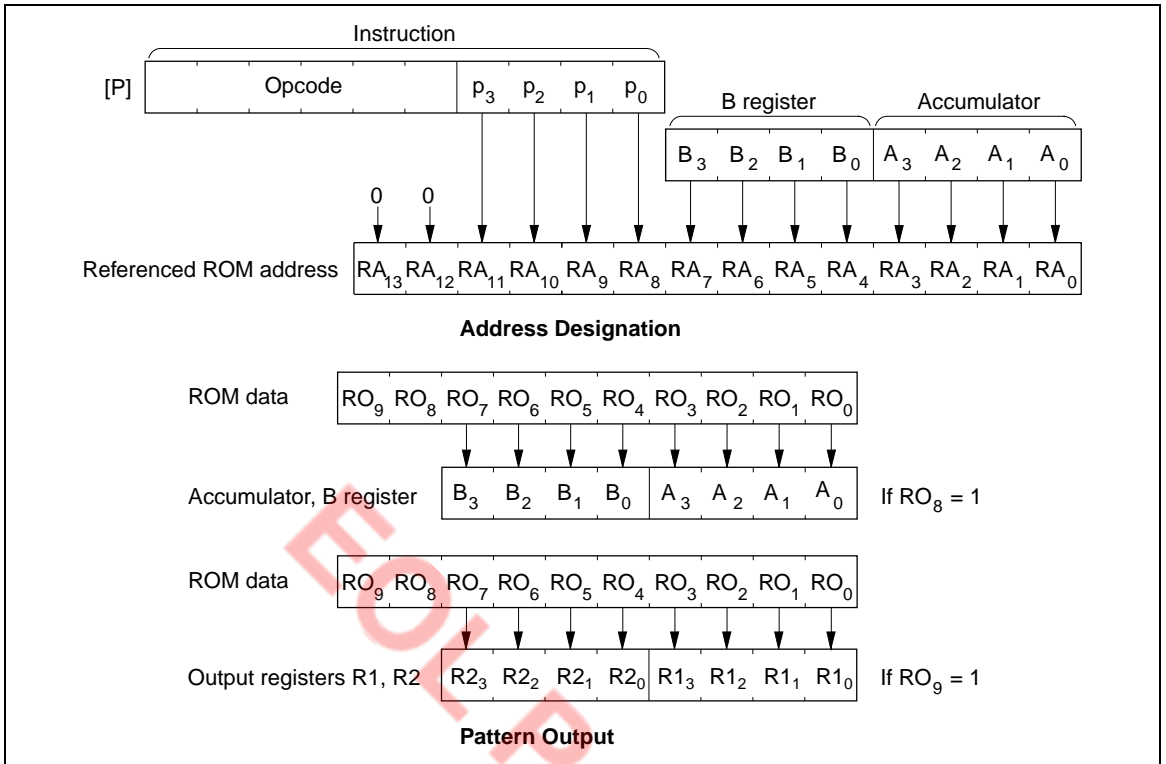 Instruction
[P] Opcode p3 p2 p1 p0
B register Accumulator
B3 B2 B1 B0 A3 A2 A1 A0
0 0
Referenced ROM address RA13 RA12 RA11 RA10 RA9 RA8 RA7 RA6 RA5 RA4 RA3 RA2 RA1 RA0
Address Designation
ROM data RO9 RO8 RO7 RO6 RO5 RO4 RO3 RO2 RO1 RO0
Accumulator, B register B3 B2 B1 B0 A3 A2 A1 A0 If RO8 = 1
ROM data RO9 RO8 RO7 RO6 RO5 RO4 RO3 RO2 RO1 RO0
Output registers R1, R2 R23 R22 R21 R20 R13 R12 R11 R10 If RO9 = 1
Pattern Output
EOL P